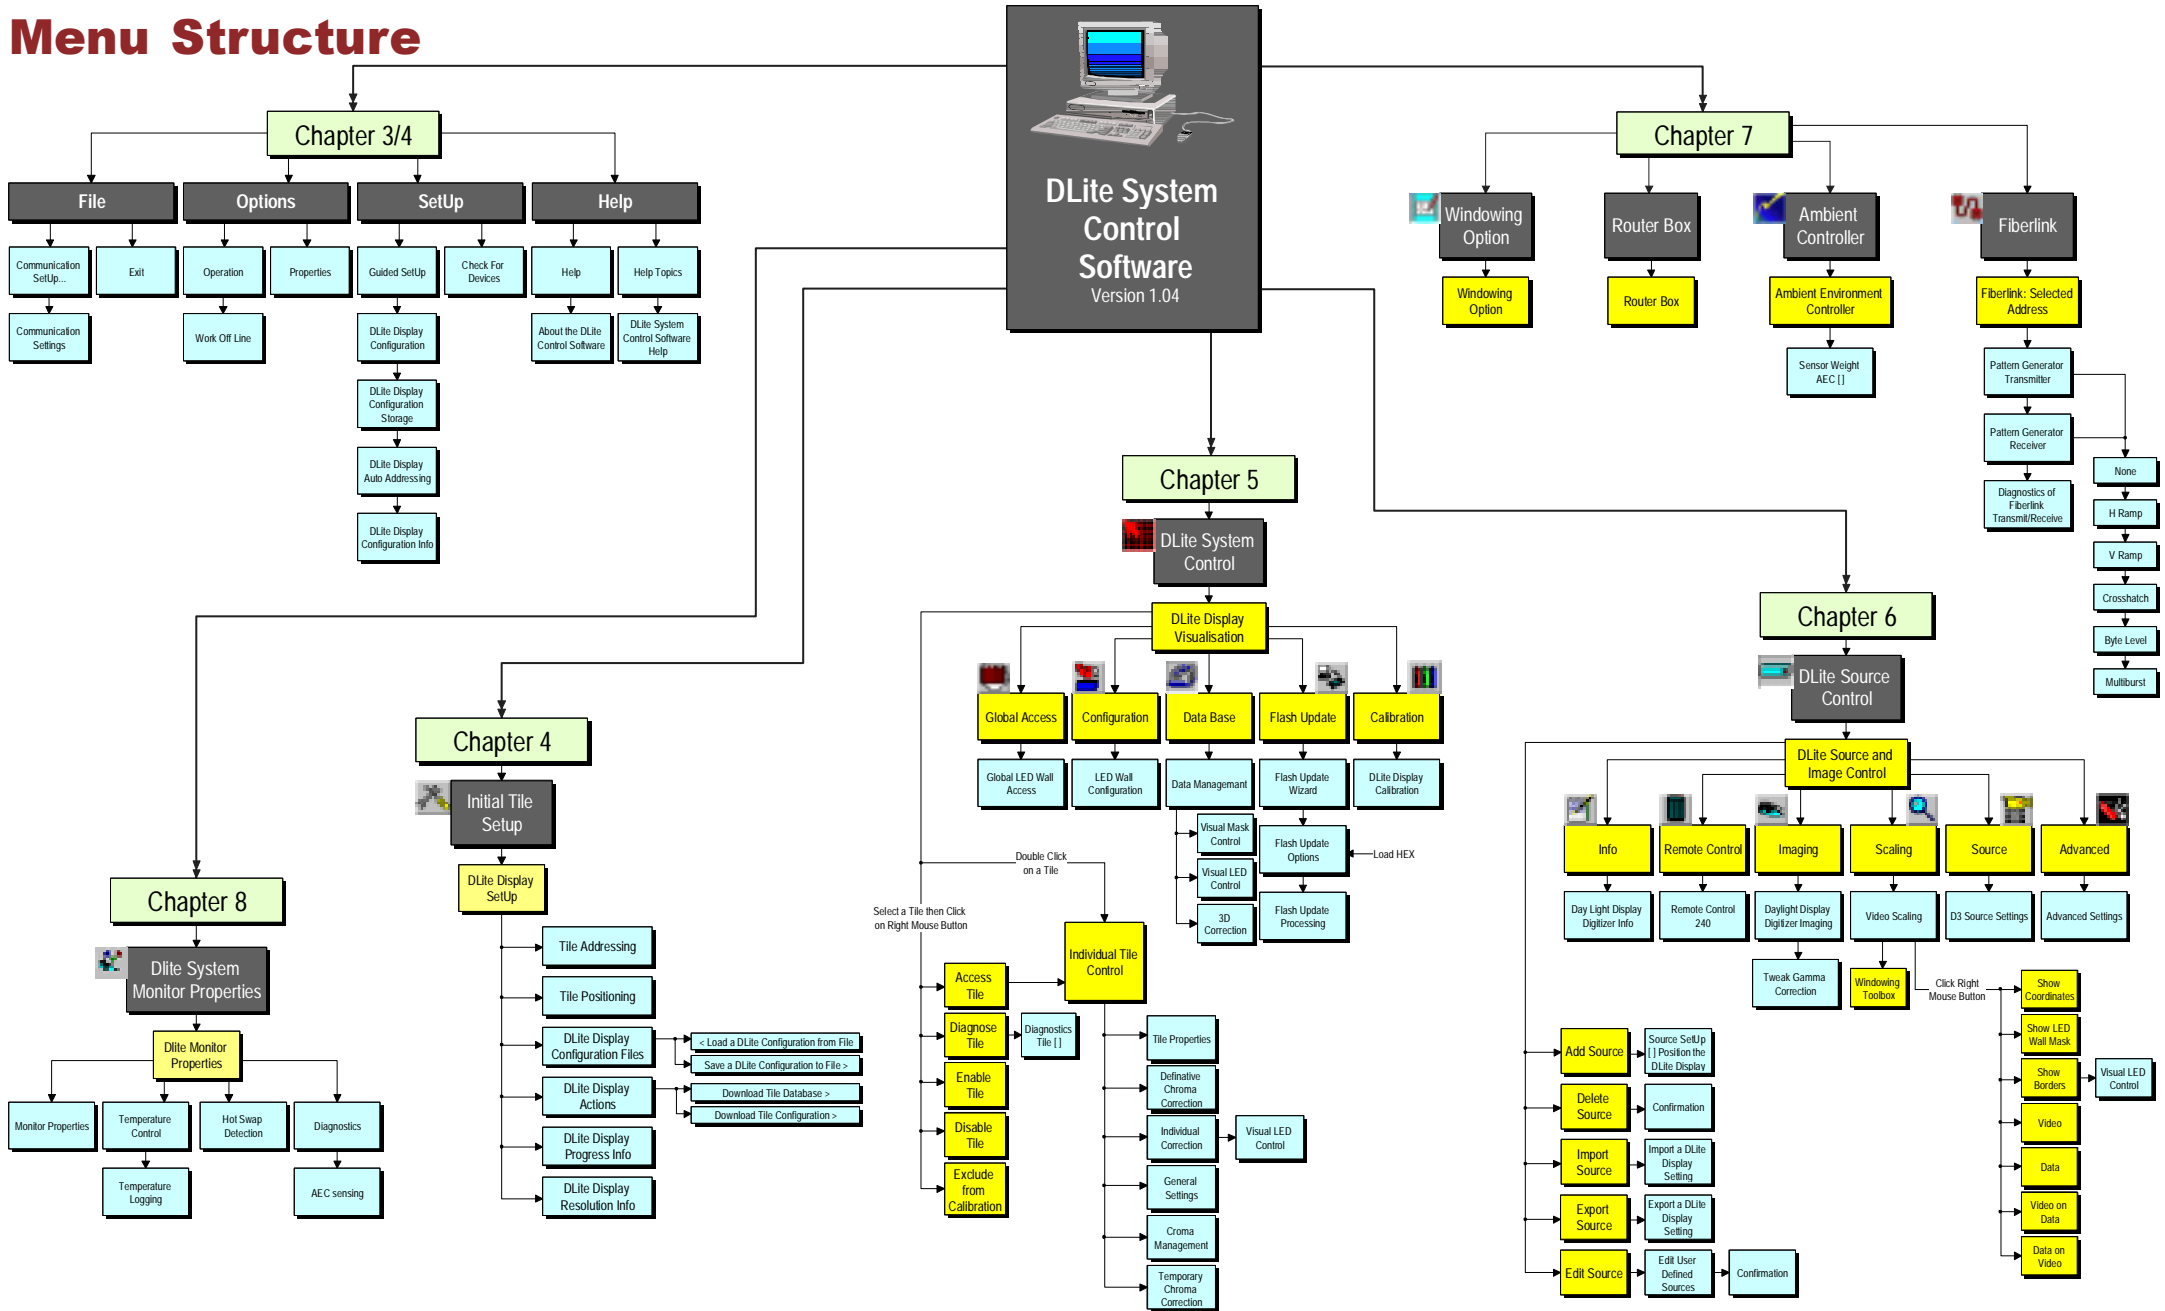 Menu Structure
DLite System
Control
Software
Version 1.04
Chapter 3/4
File
Options
SetUp
Help
Communication
SetUp...
Exit
Operation
Properties
Guided SetUp
Check For
Devices
Help
Help Topics
Communication
Settings
Work Off Line
DLite Display
Configuration
About the DLite
Control Software
DLite System
Control Software
Help
DLite Display
Configuration
Storage
DLite Display
Auto Addressing
DLite Display
Configuration Info
Chapter 7
Windowing
Option
Router Box
Ambient
Controller
Fiberlink
Windowing
Option
Router Box
Ambient Environment
Controller
Fiberlink: Selected
Address
Sensor Weight
AEC [ ]
Pattern Generator
Transmitter
Pattern Generator
Receiver
Diagnostics of
Fiberlink
Transmit/Receive
None
H Ramp
V Ramp
Crosshatch
Byte Level
Multiburst
Chapter 5
DLite System
Control
DLite Display
Visualisation
Global Access
Configuration
Data Base
Flash Update
Calibration
Global LED Wall
Access
LED Wall
Configuration
Data Managemant
Flash Update
Wizard
DLite Display
Calibration
Visual Mask
Control
Visual LED
Control
3D
Correction
Flash Update
Options
Load HEX
Flash Update
Processing
Double Click
on a Tile
Select a Tile then Click
on Right Mouse Button
Individual Tile
Control
Access
Tile
Diagnose
Tile
Diagnostics
Tile [ ]
Enable
Tile
Disable
Tile
Exclude
from
Calibration
Tile Properties
Definative
Chroma
Correction
Individual
Correction
Visual LED
Control
General
Settings
Croma
Management
Temporary
Chroma
Correction
Chapter 6
DLite Source
Control
DLite Source and
Image Control
Info
Remote Control
Imaging
Scaling
Source
Advanced
Day Light Display
Digitizer Info
Remote Control
240
Daylight Display
Digitizer Imaging
Video Scaling
D3 Source Settings
Advanced Settings
Tweak Gamma
Correction
Windowing
Toolbox
Click Right
Mouse Button
Show
Coordinates
Show LED
Wall Mask
Show
Borders
Visual LED
Control
Video
Data
Video on
Data
Data on
Video
Add Source
Source SetUp
[ ] Position the
DLite Display
Delete
Source
Confirmation
Import
Source
Import a DLite
Display
Setting
Export
Source
Export a DLite
Display
Setting
Edit Source
Edit User
Defined
Sources
Confirmation
Chapter 4
Initial Tile
Setup
DLite Display
SetUp
Tile Addressing
Tile Positioning
DLite Display
Configuration Files
< Load a DLite Configuration from File
Save a DLite Configuration to File >
DLite Display
Actions
Download Tile Database >
Download Tile Configuration >
DLite Display
Progress Info
DLite Display
Resolution Info
Chapter 8
Dlite System
Monitor Properties
Dlite Monitor
Properties
Monitor Properties
Temperature
Control
Hot Swap
Detection
Diagnostics
Temperature
Logging
AEC sensing